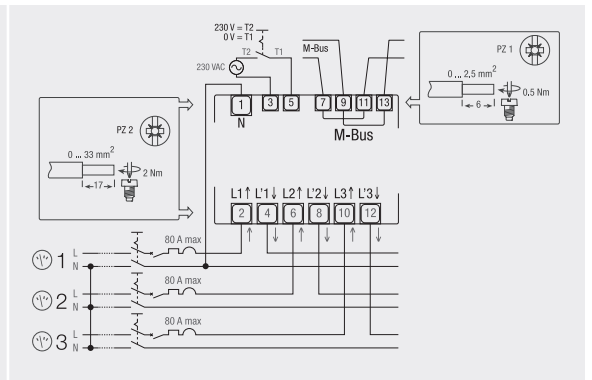 230 V = T2
0 V = T1
T2 T1
230 VAC
M-Bus
PZ 1
0 ... 2,5 mm²
0.5 Nm
6
1 3 5 7 9 11 13
N
M-Bus
PZ 2
0 ... 33 mm²
2 Nm
17
L1↑ L'1↓ L2↑ L'2↓ L3↑ L'3↓
2 4 6 8 10 12
80 A max
1 L
N
80 A max
2 L
N
80 A max
3 L
N